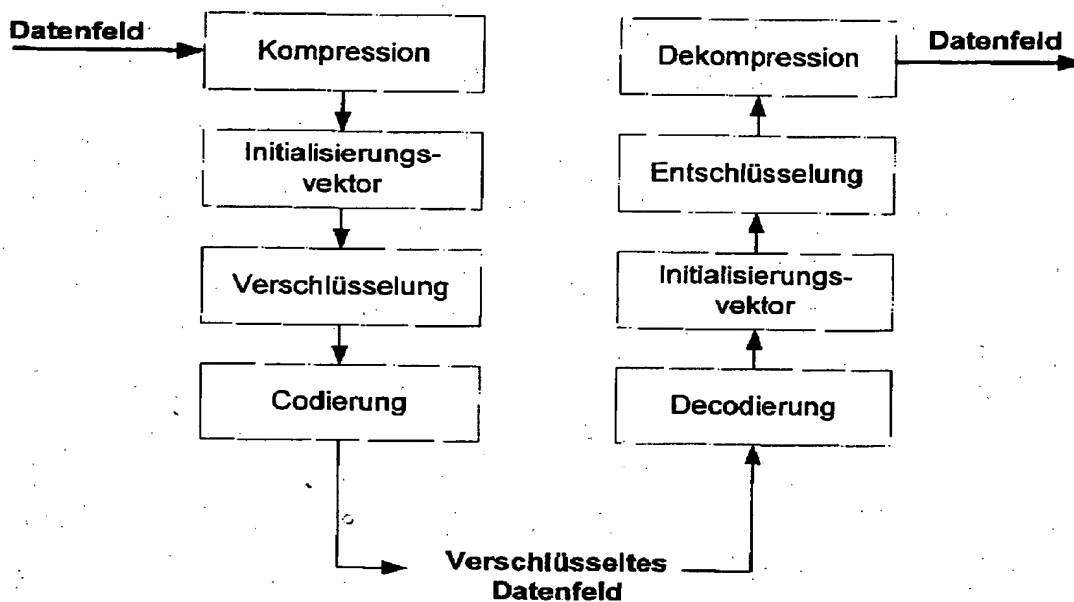 Datenfeld
Kompression
Initialisierungs-
vektor
Verschlüsselung
Codierung
Verschlüsseltes
Datenfeld
Decodierung
Initialisierungs-
vektor
Entschlüsselung
Dekompression
Datenfeld